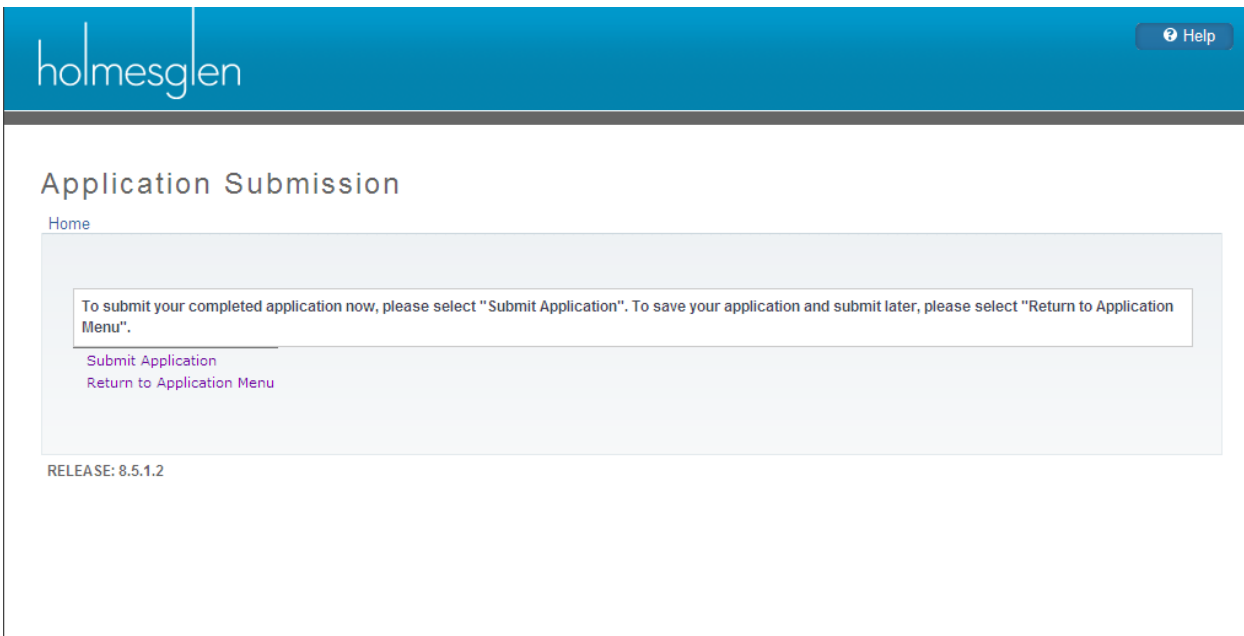 holmesglen
Help
Application Submission
Home
To submit your completed application now, please select "Submit Application". To save your application and submit later, please select "Return to Application
Menu".
Submit Application
Return to Application Menu
RELEASE: 8.5.1.2